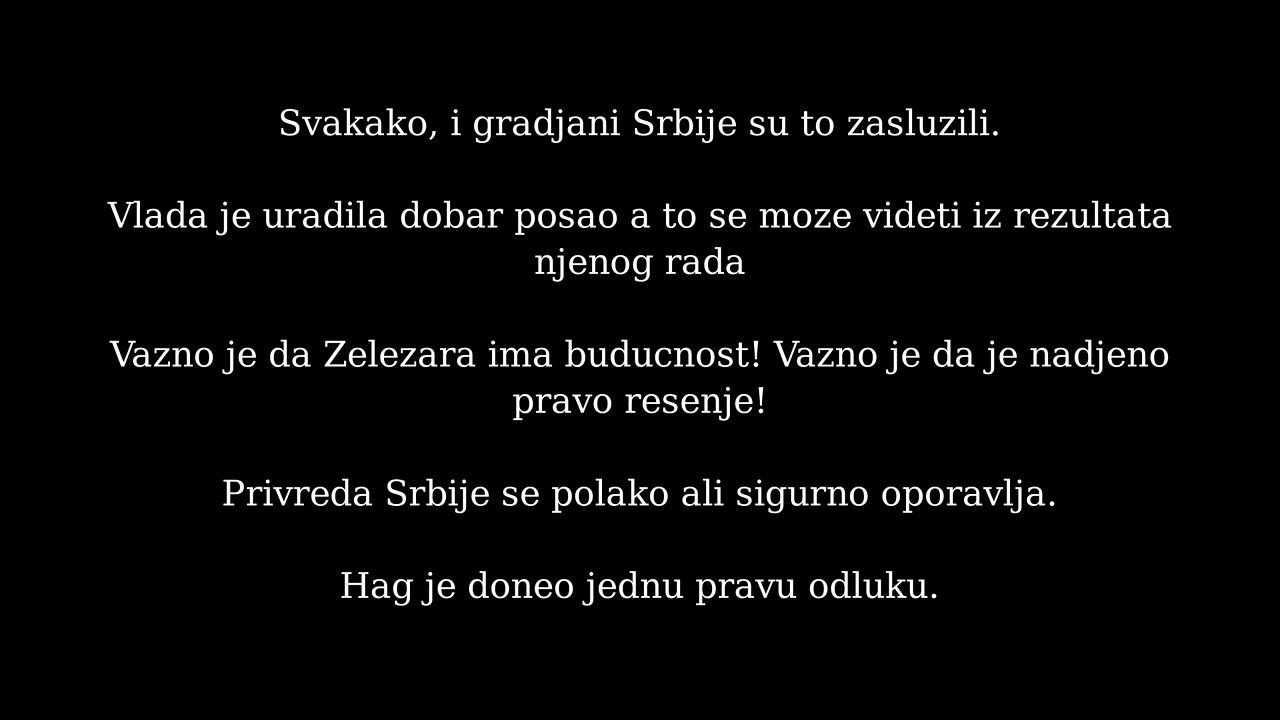 Svakako, i gradjani Srbije su to zasluzili.
Vlada je uradila dobar posao a to se moze videti iz rezultata
njenog rada
Vazno je da Zelezara ima buducnost! Vazno je da je nadjeno
pravo resenje!
Privreda Srbije se polako ali sigurno oporavlja.
Hag je doneo jednu pravu odluku.